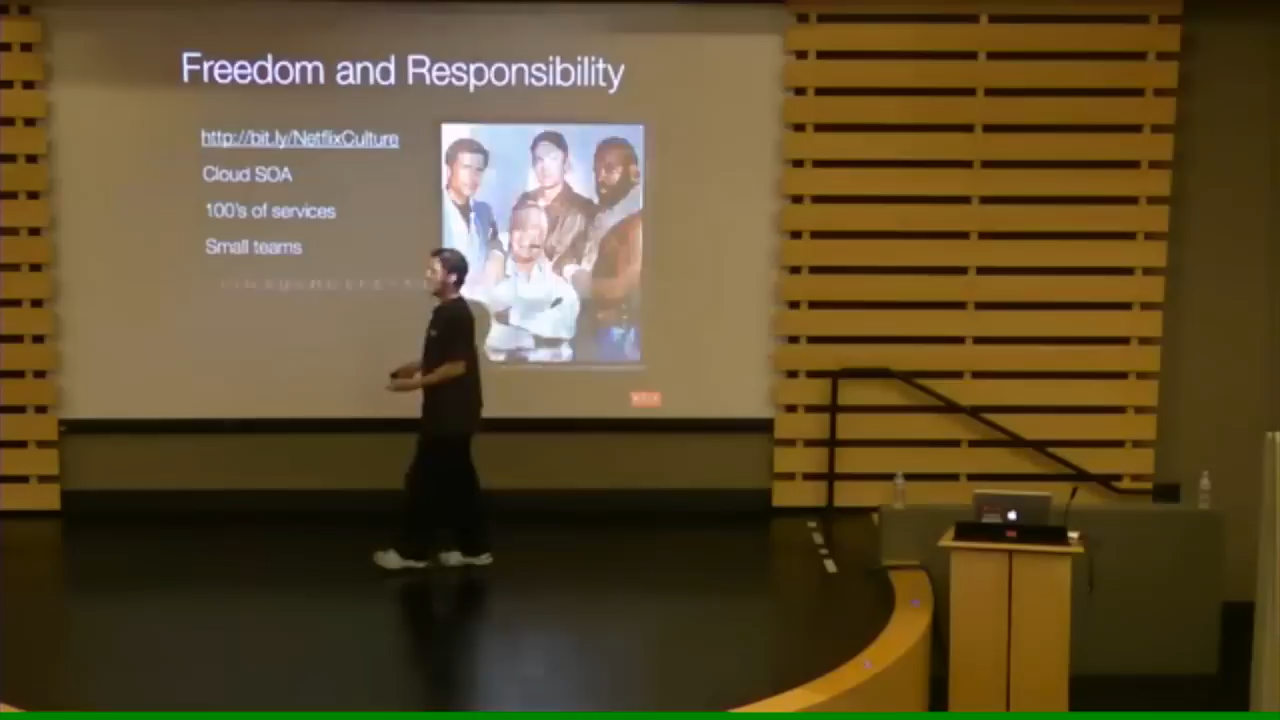 Freedom and Responsibility
http://bit.ly/NetflixCulture
Cloud SOA
100's of services
Small teams